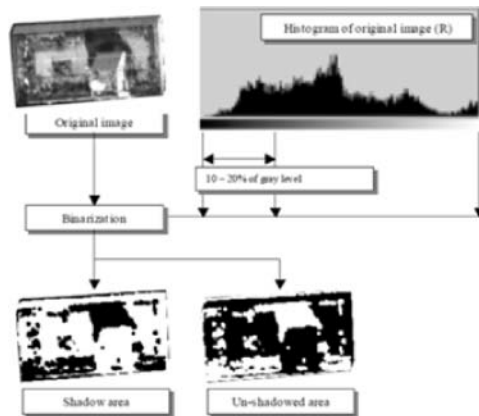 Histogram of original image (R)
Original image
10 – 20% of gray level
Binarization
Shadow area
Un-shadowed area